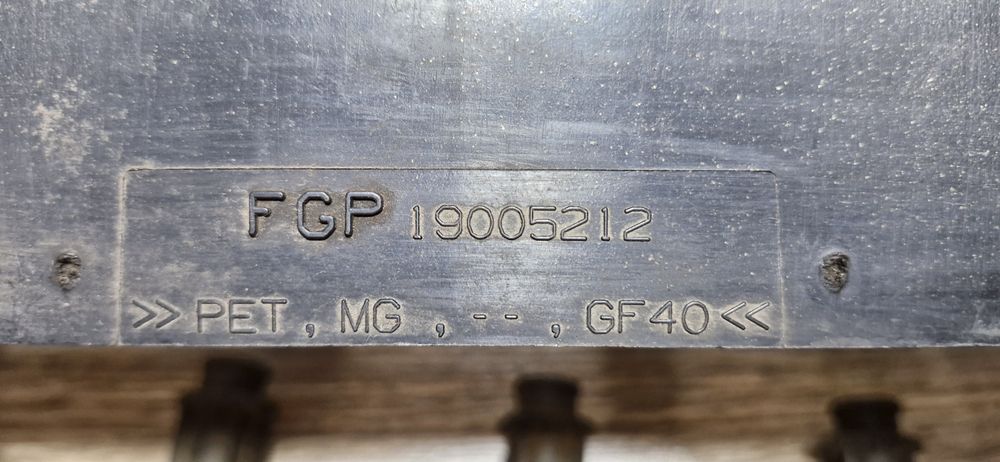 FGP 19005212
>>PET, MG, --, GF40<<